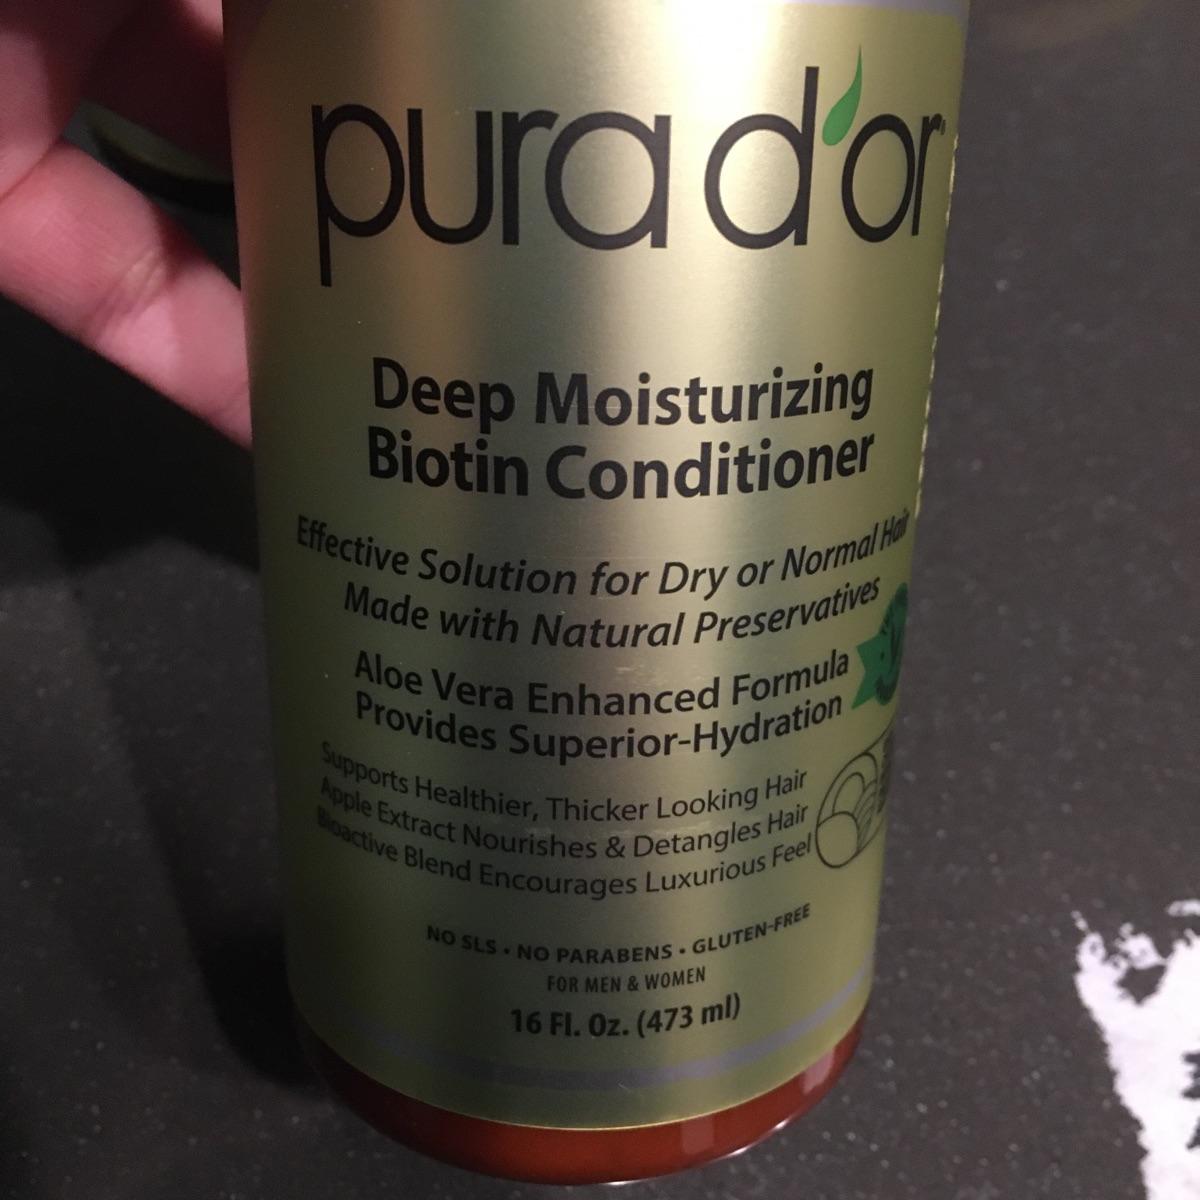 pura d'or
Deep Moisturizing
Biotin Conditioner
Effective Solution for Dry or Normal Hair
Made with Natural Preservatives
Aloe Vera Enhanced Formula
Provides Superior-Hydration
Supports Healthier, Thicker Looking Hair
Apple Extract Nourishes & Detangles Hair
Bioactive Blend Encourages Luxurious Feel
NO SLS • NO PARABENS • GLUTEN-FREE
FOR MEN & WOMEN
16 Fl. Oz. (473 ml)